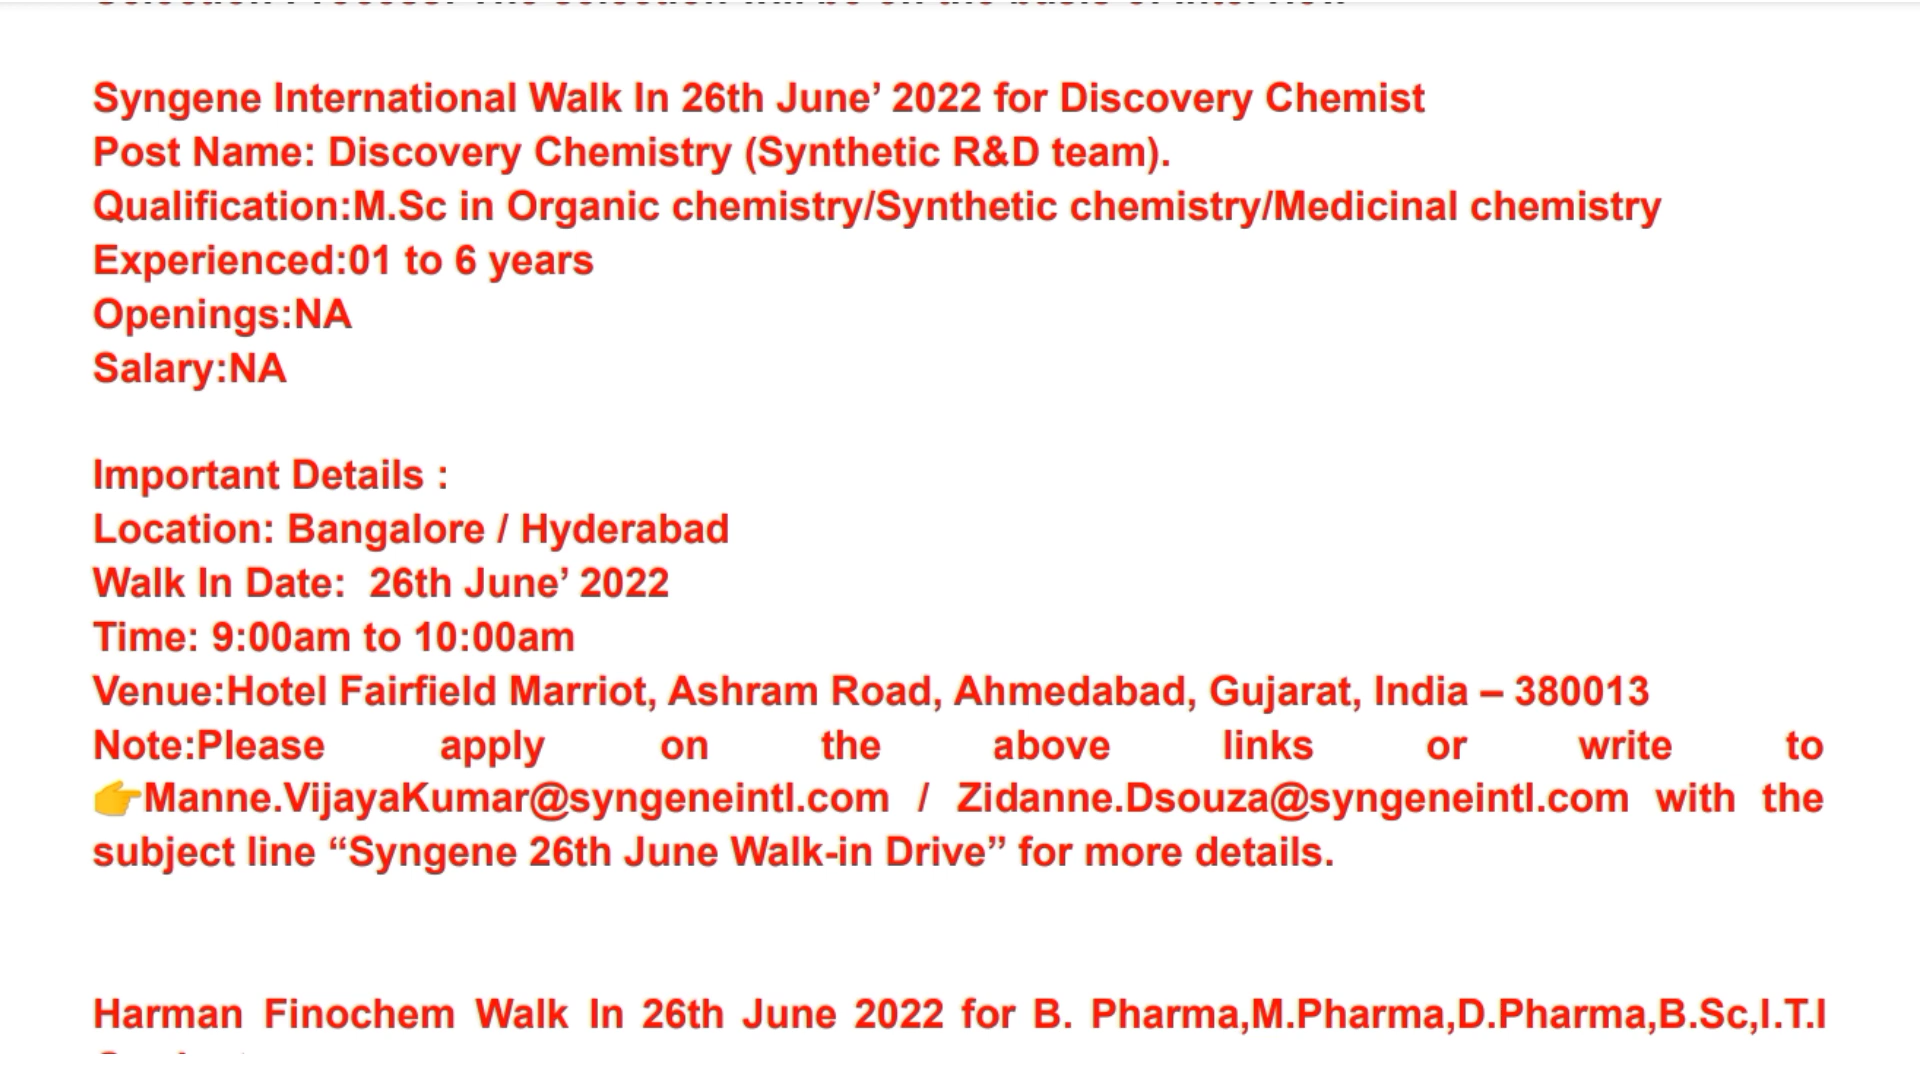 Syngene International Walk In 26th June’ 2022 for Discovery Chemist
Post Name: Discovery Chemistry (Synthetic R&D team).
Qualification:M.Sc in Organic chemistry/Synthetic chemistry/Medicinal chemistry
Experienced:01 to 6 years
Openings:NA
Salary:NA
Important Details :
Location: Bangalore / Hyderabad
Walk In Date:  26th June’ 2022
Time: 9:00am to 10:00am
Venue:Hotel Fairfield Marriot, Ashram Road, Ahmedabad, Gujarat, India – 380013
Note:Please apply on the above links or write to
👉Manne.VijayaKumar@syngeneintl.com / Zidanne.Dsouza@syngeneintl.com with the
subject line “Syngene 26th June Walk-in Drive” for more details.
Harman Finochem Walk In 26th June 2022 for B. Pharma,M.Pharma,D.Pharma,B.Sc,I.T.I